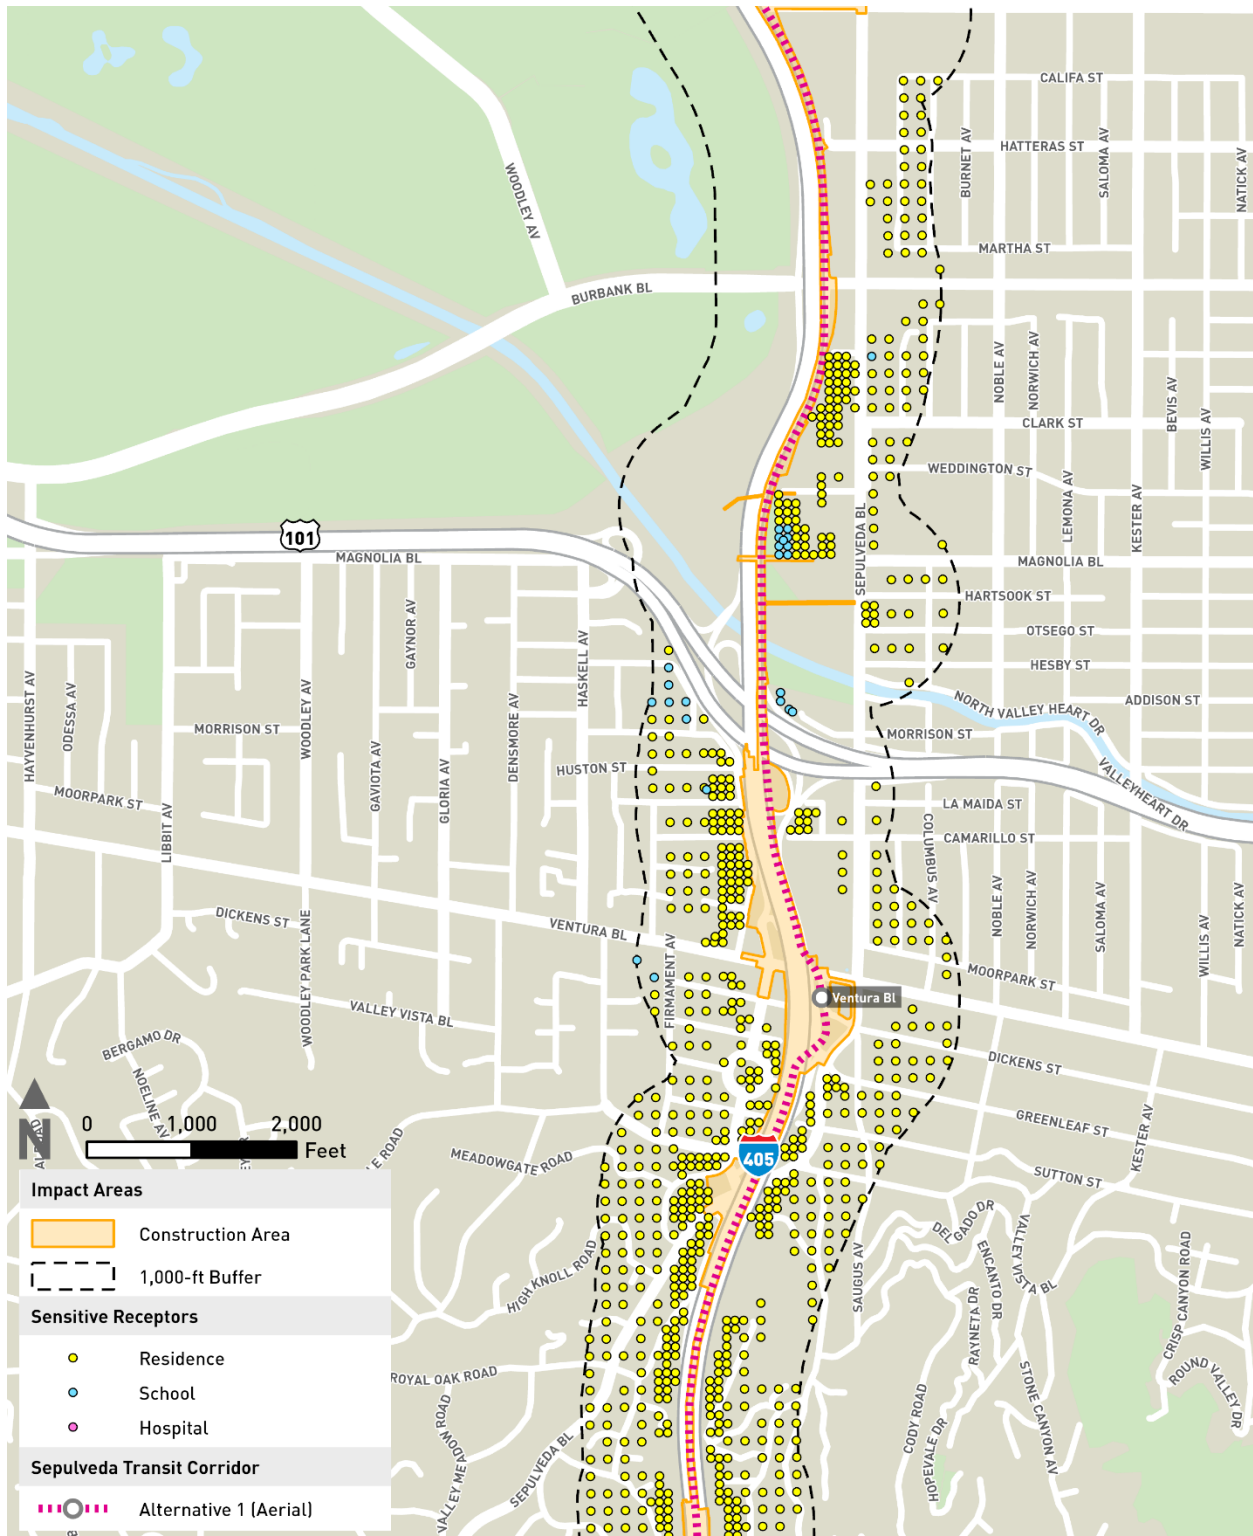 CALIFA ST
HATTERAS ST
BURNET AV
SALOMA AV
NATICK AV
WOODLEY AV
MARTHA ST
BURBANK BL
NOBLE AV
NORWICH AV
BEVIS AV
WILLIS AV
CLARK ST
WEDDINGTON ST
LEMONA AV
KESTER AV
SEPULVEDA BL
101
MAGNOLIA BL
MAGNOLIA BL
HARTSOOK ST
OTSEGO ST
HESBY ST
ADDISON ST
GAYNOR AV
HASKELL AV
HAYVENHURST AV
ODESSA AV
WOODLEY AV
DENSMORE AV
NORTH VALLEY HEART DR
MORRISON ST
MORRISON ST
GAVIOTA AV
GLORIA AV
HUSTON ST
VALLEYHEART DR
MOORPARK ST
LIBBIT AV
LA MAIDA ST
CAMARILLO ST
COLUMBUS AV
NOBLE AV
NORWICH AV
SALOMA AV
WILLIS AV
NATICK AV
DICKENS ST
WOODLEY PARK LANE
VENTURA BL
FIRMAMENT AV
MOORPARK ST
Ventura Bl
VALLEY VISTA BL
BERGAMO DR
NOELINE AV
DICKENS ST
GREENLEAF ST
KESTER AV
N
0 1,000 2,000
Feet
MEADOWGATE ROAD
405
SUTTON ST
Impact Areas
Construction Area
1,000-ft Buffer
Sensitive Receptors
Residence
School
Hospital
Sepulveda Transit Corridor
Alternative 1 (Aerial)
HIGH KNOLL ROAD
SAUGUS AV
DEL GADO DR
ENCANTO DR
VALLEY VISTA BL
RAYNETA DR
CRISP CANYON ROAD
ROUND VALLEY DR
ROYAL OAK ROAD
VALLEY MEADOW ROAD
SEPULVEDA BL
CODY ROAD
HOPEVALE DR
STONE CANYON AV